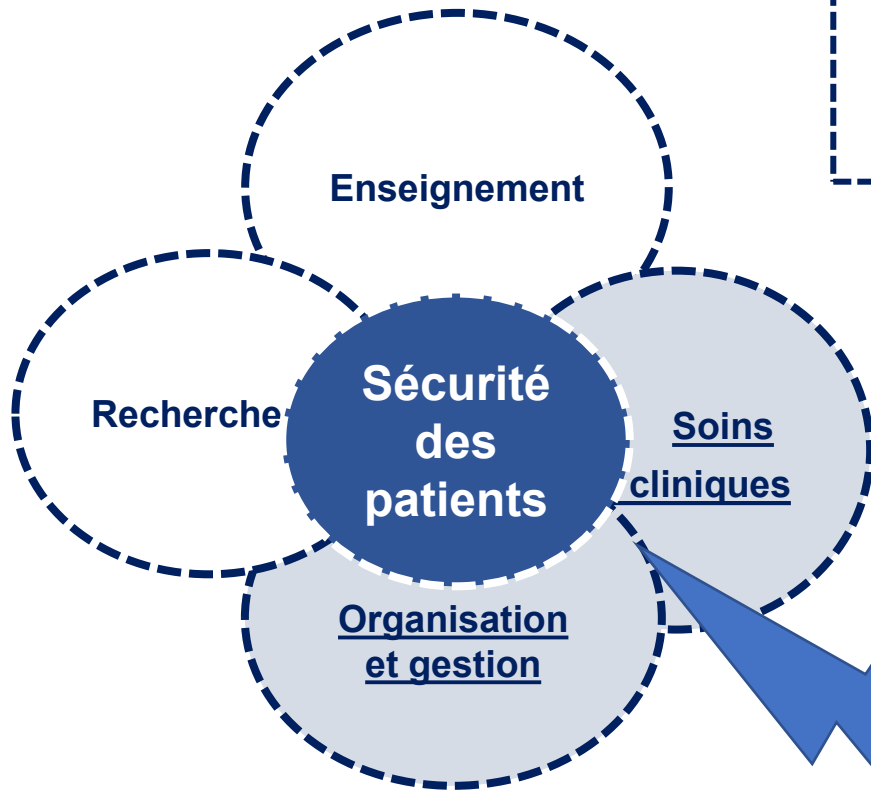 Enseignement
Recherche
Sécurité
des
patients
Soins
cliniques
Organisation
et gestion